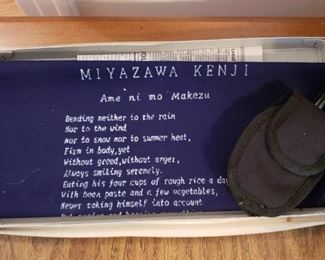 MIYAZAWA KENJI
Ame ni mo Makezu
Bending neither to the rain
Nor to the wind
Nor to snow nor to summer heat,
Firm in body, yet
Without greed, without anger,
Always smiling serenely.
Eating his four cups of rough rice a day
With bean paste and a few vegetables,
Never taking himself into account